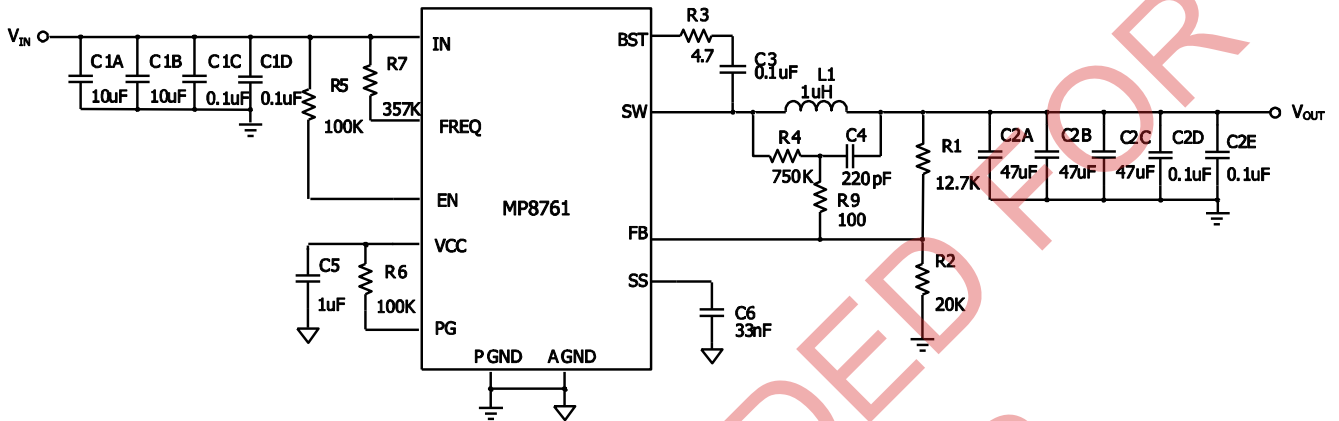 VIN
C1A
10uF
C1B
10uF
C1C
0.1uF
C1D
0.1uF
R5
100K
R7
357K
IN
FREQ
EN
VCC
PG
C5
1uF
R6
100K
MP8761
PGND
AGND
BST
SW
FB
SS
R3
4.7
C3
0.1uF
L1
1uH
R4
750K
C4
220pF
R9
100
R1
12.7K
R2
20K
C6
33nF
C2A
47uF
C2B
47uF
C2C
47uF
C2D
0.1uF
C2E
0.1uF
VOUT
DED FOR